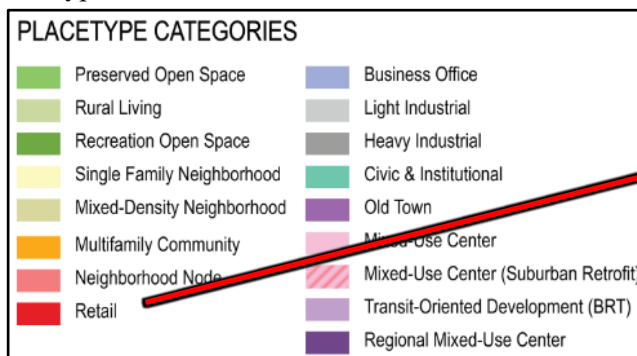 PLACETYPE CATEGORIES
Preserved Open Space
Rural Living
Recreation Open Space
Single Family Neighborhood
Mixed-Density Neighborhood
Multifamily Community
Neighborhood Node
Retail
Business Office
Light Industrial
Heavy Industrial
Civic & Institutional
Old Town
Mixed-Use Center
Mixed-Use Center (Suburban Retrofit)
Transit-Oriented Development (BRT)
Regional Mixed-Use Center